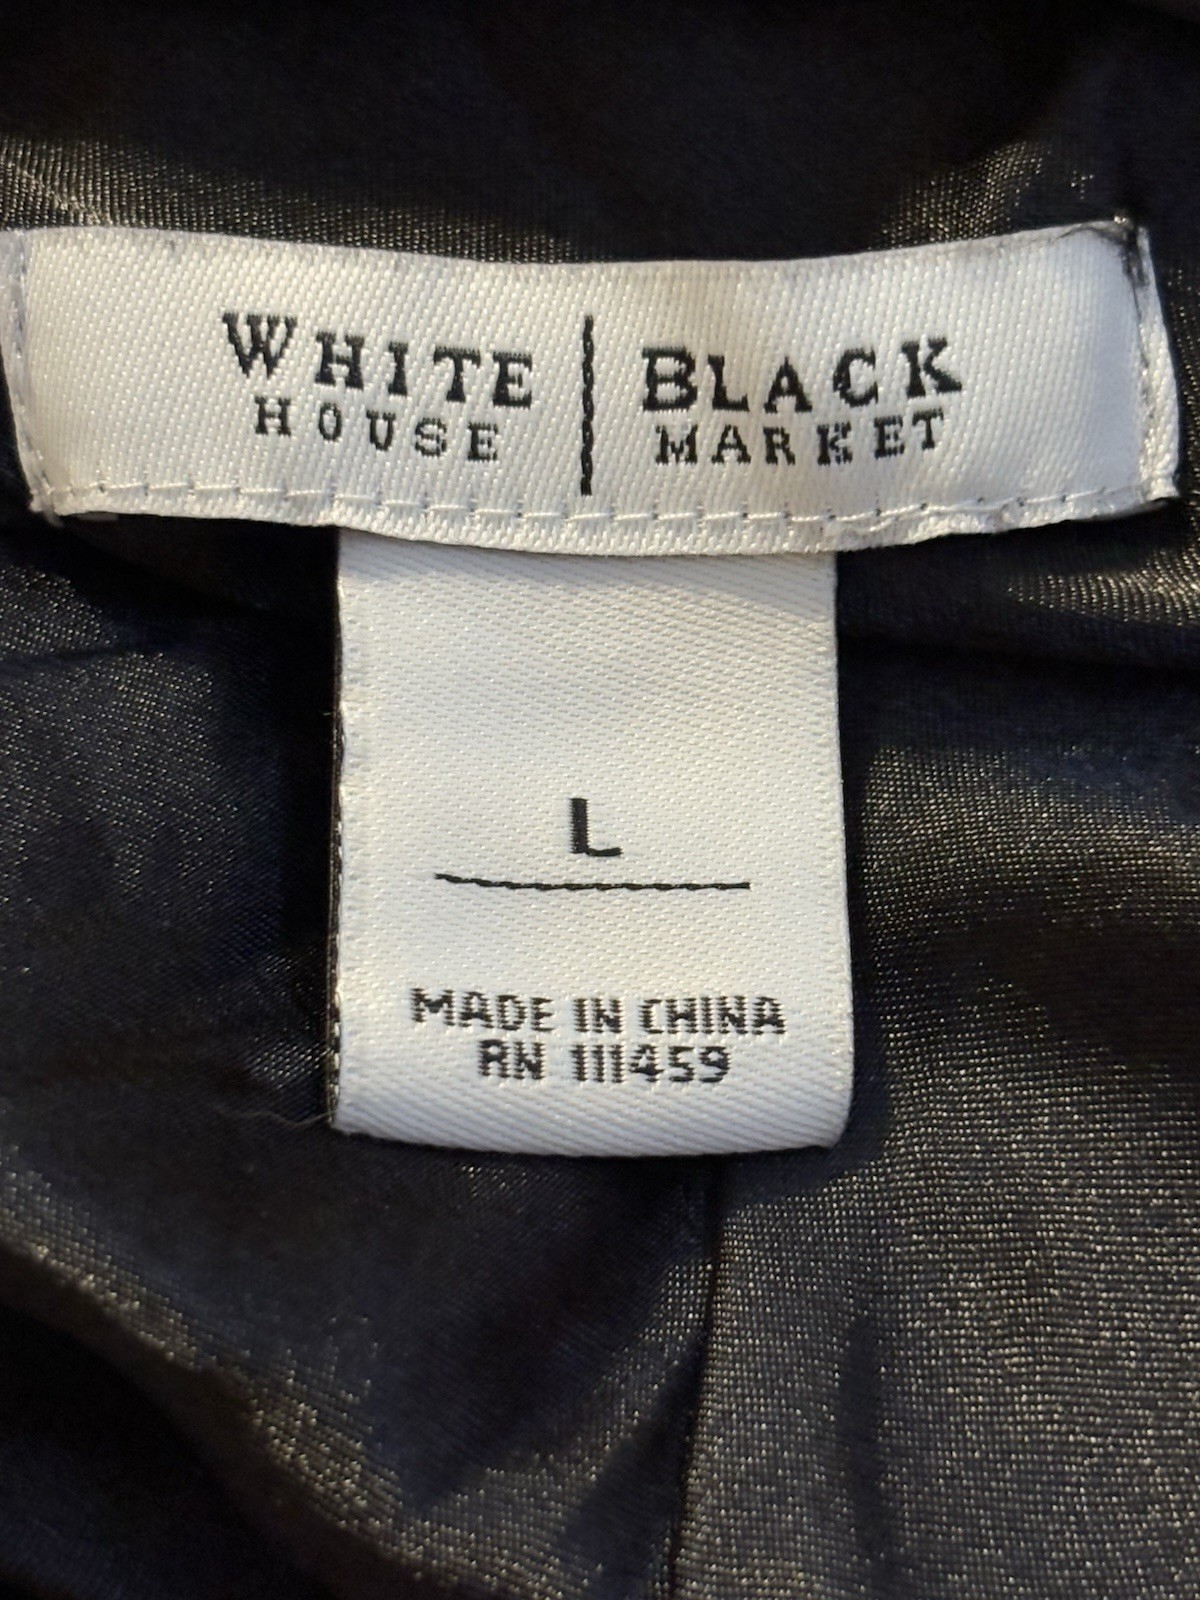 WHITE | BLACK
HOUSE | MARKET
L
MADE IN CHINA
RN 111459